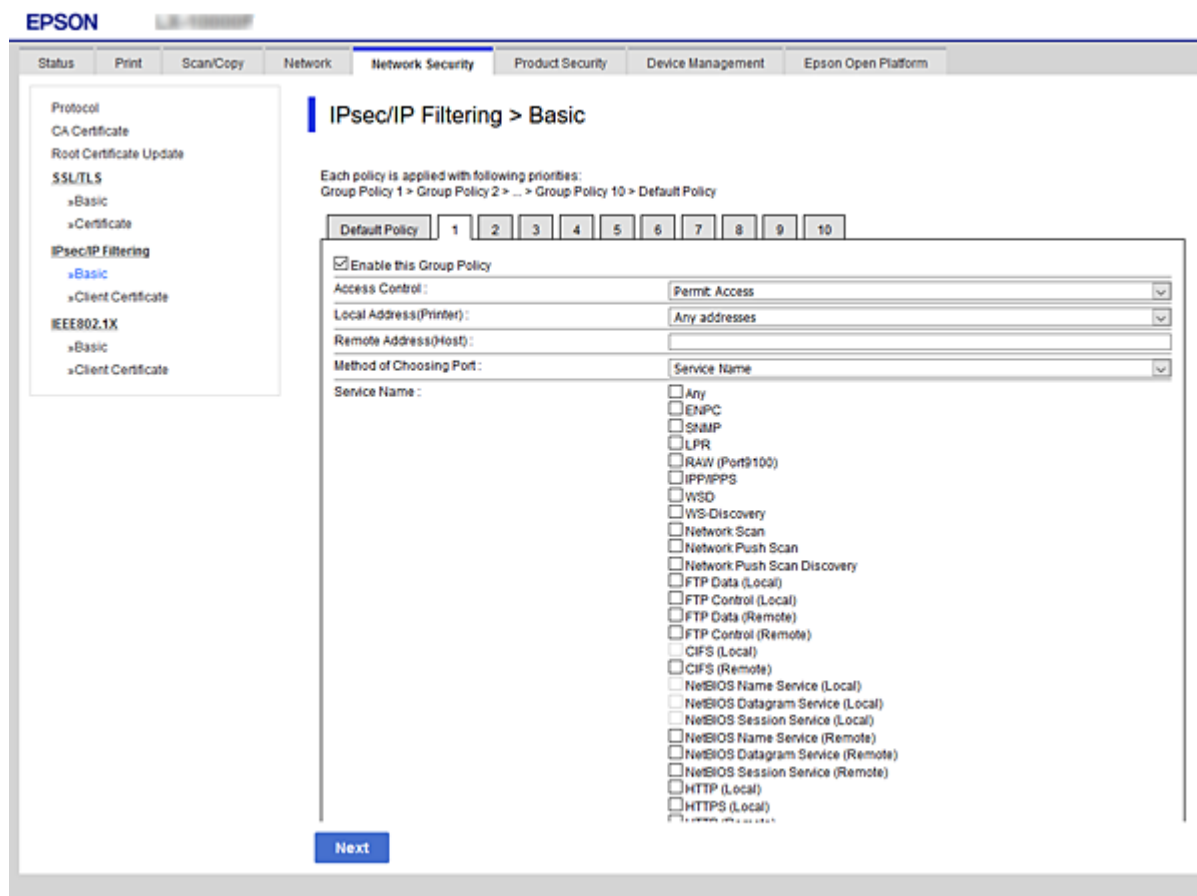 EPSON
Status Print Scan/Copy Network Network Security Product Security Device Management Epson Open Platform
Protocol
CA Certificate
Root Certificate Update
SSL/TLS
»Basic
»Certificate
IPsec/IP Filtering
»Basic
»Client Certificate
IEEE802.1X
»Basic
»Client Certificate
IPsec/IP Filtering > Basic
Each policy is applied with following priorities:
Group Policy 1 > Group Policy 2 > ... > Group Policy 10 > Default Policy
Default Policy 1 2 3 4 5 6 7 8 9 10
Enable this Group Policy
Access Control : Permit Access
Local Address(Printer) : Any addresses
Remote Address(Host) :
Method of Choosing Port : Service Name
Service Name : Any
ENPC
SNMP
LPR
RAW (Port9100)
IPP/IPPS
WSD
WS-Discovery
Network Scan
Network Push Scan
Network Push Scan Discovery
FTP Data (Local)
FTP Control (Local)
FTP Data (Remote)
FTP Control (Remote)
CIFS (Local)
CIFS (Remote)
NetBIOS Name Service (Local)
NetBIOS Datagram Service (Local)
NetBIOS Session Service (Local)
NetBIOS Name Service (Remote)
NetBIOS Datagram Service (Remote)
NetBIOS Session Service (Remote)
HTTP (Local)
HTTPS (Local)
Next